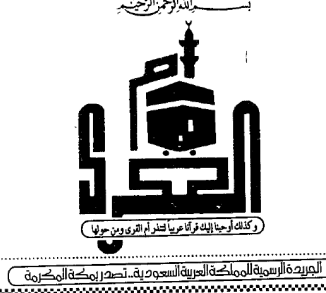 بسم الله الرحمن الرحيم
أم القرى
وكذلك أوحينا إليك قرآنا عربيا لتنذر أم القرى ومن حولها
الجريدة الرسمية للمملكة العربية السعودية.. تصدر بمكة المكرمة